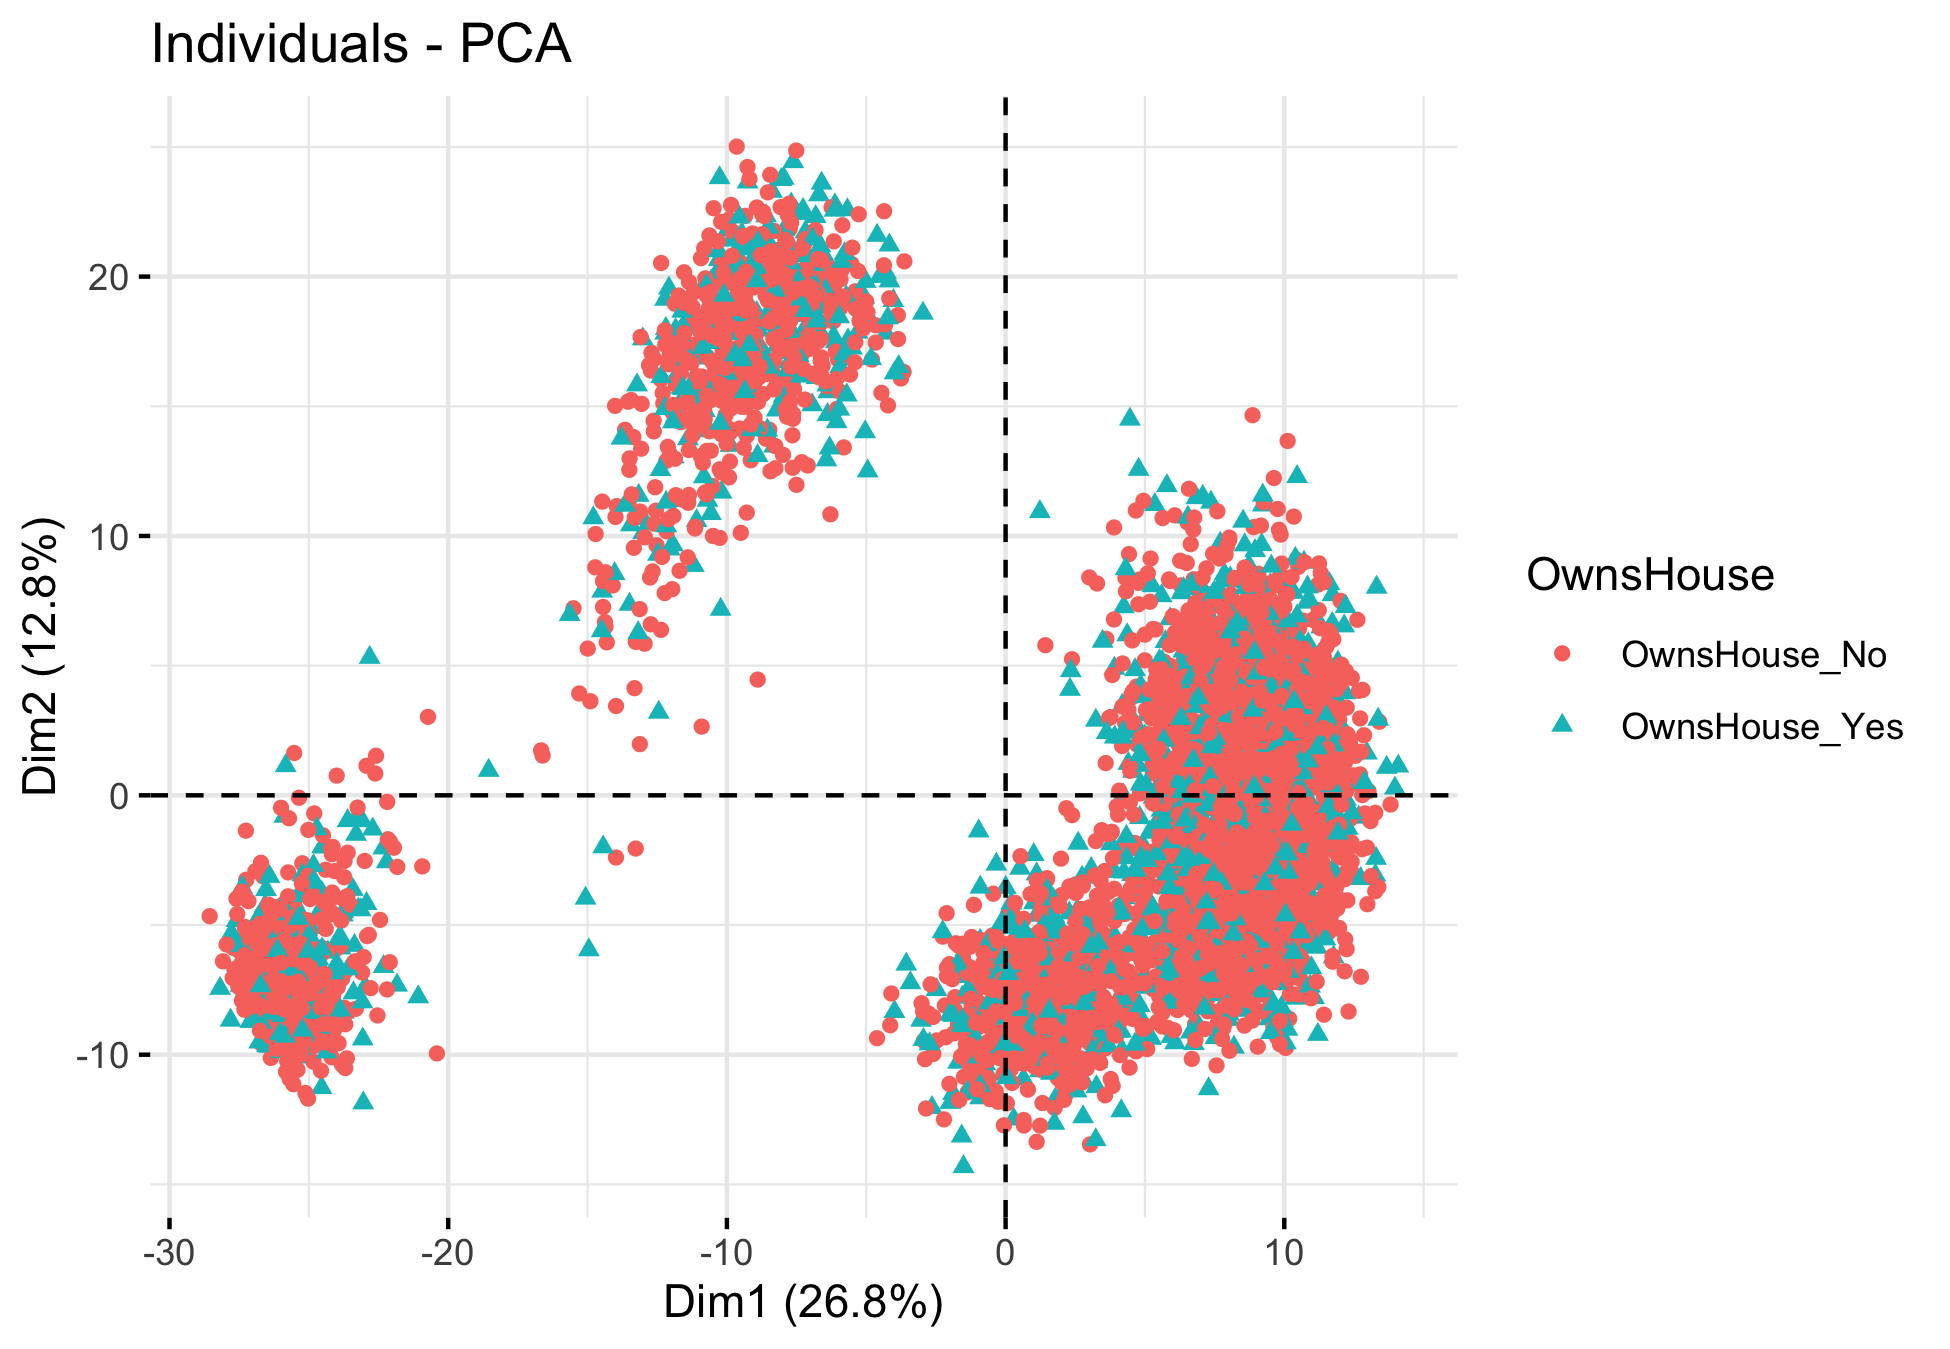 Individuals - PCA
20
10
0
-10
-30
-20
-10
0
10
Dim1 (26.8%)
Dim2 (12.8%)
OwnsHouse
OwnsHouse_No
OwnsHouse_Yes